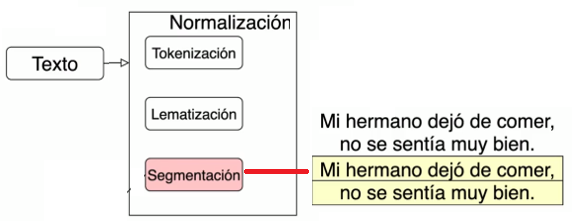 Normalización
Texto
Tokenización
Lematización
Segmentación
Mi hermano dejó de comer,
no se sentía muy bien.
Mi hermano dejó de comer,
no se sentía muy bien.